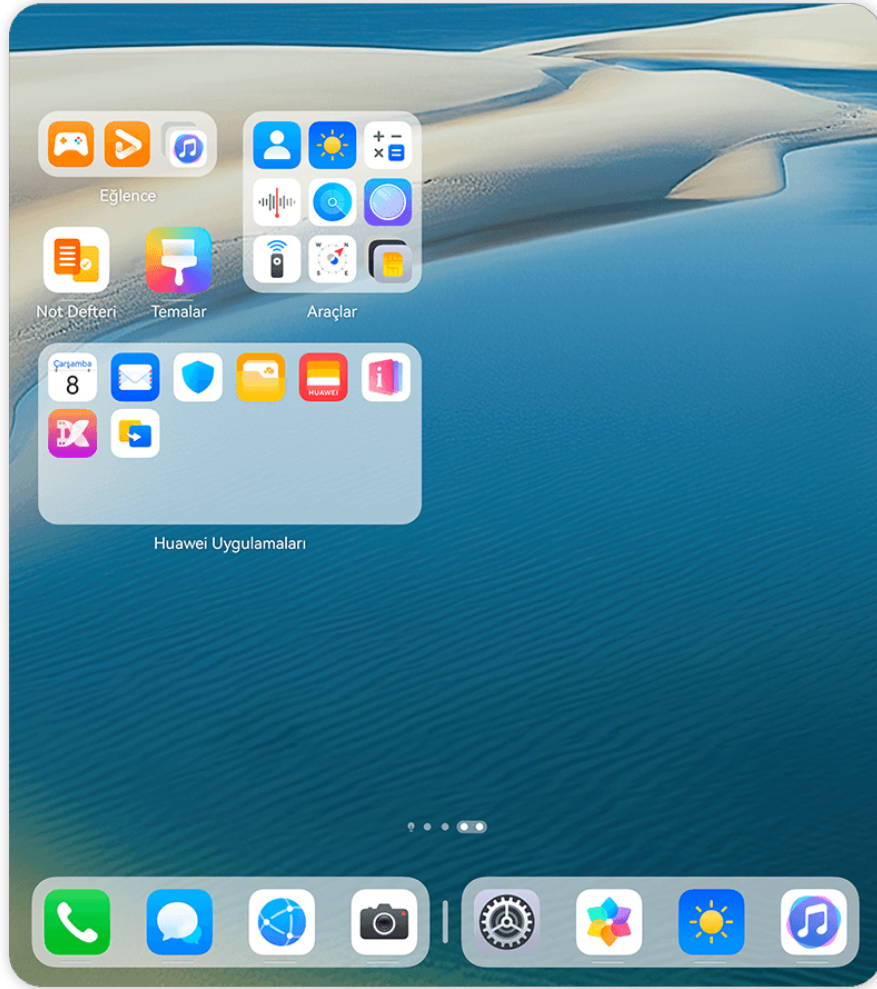 Eğlence
W N
S E
Not Defteri
Temalar
Araçlar
Çarşamba
8
HUAWEI
i
Huawei Uygulamaları